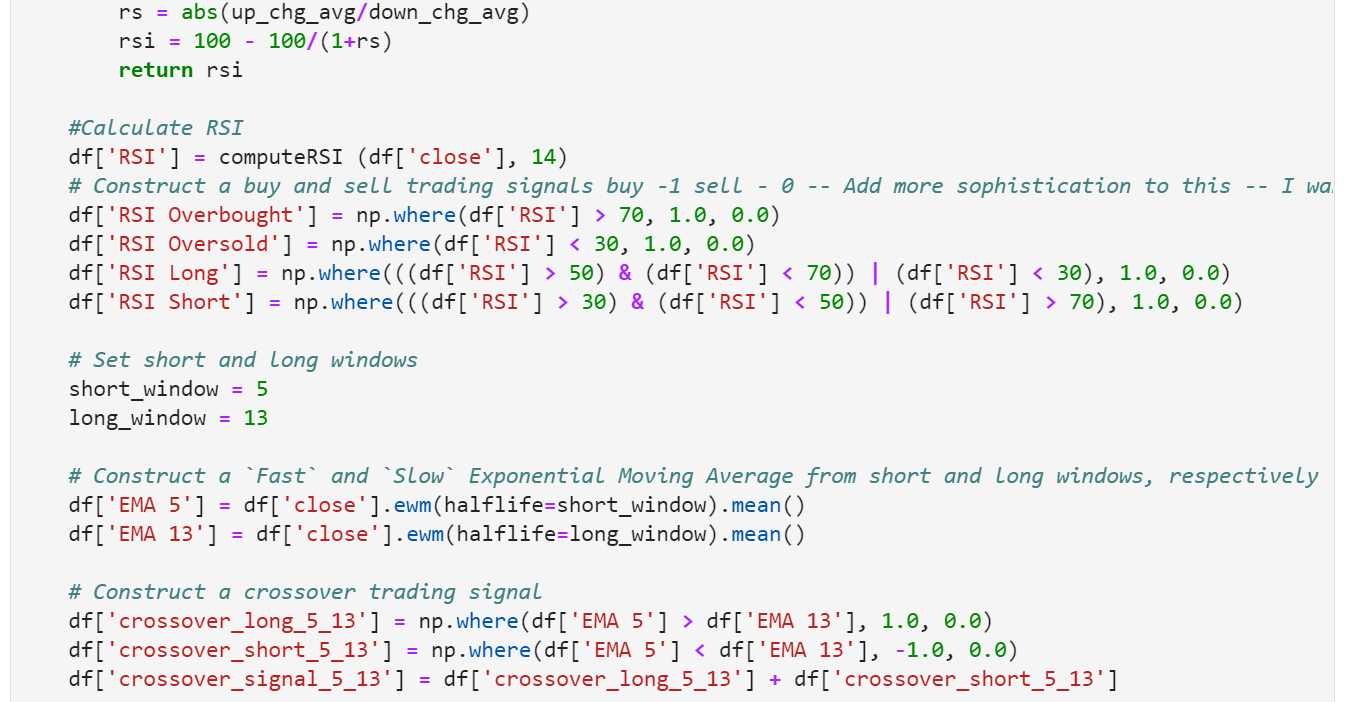 rs = abs(up_chg_avg/down_chg_avg)
rsi = 100 - 100/(1+rs)
return rsi
#Calculate RSI
df['RSI'] = computeRSI (df['close'], 14)
# Construct a buy and sell trading signals buy -1 sell - 0 -- Add more sophistication to this -- I
df['RSI Overbought'] = np.where(df['RSI'] > 70, 1.0, 0.0)
df['RSI Oversold'] = np.where(df['RSI'] < 30, 1.0, 0.0)
df['RSI Long'] = np.where(((df['RSI'] > 50) & (df['RSI'] < 70)) | (df['RSI'] < 30), 1.0, 0.0)
df['RSI Short'] = np.where(((df['RSI'] > 30) & (df['RSI'] < 50)) | (df['RSI'] > 70), 1.0, 0.0)
# Set short and long windows
short_window = 5
long_window = 13
# Construct a `Fast` and `Slow` Exponential Moving Average from short and long windows, respectively
df['EMA 5'] = df['close'].ewm(halflife=short_window).mean()
df['EMA 13'] = df['close'].ewm(halflife=long_window).mean()
# Construct a crossover trading signal
df['crossover_long_5_13'] = np.where(df['EMA 5'] > df['EMA 13'], 1.0, 0.0)
df['crossover_short_5_13'] = np.where(df['EMA 5'] < df['EMA 13'], -1.0, 0.0)
df['crossover_signal_5_13'] = df['crossover_long_5_13'] + df['crossover_short_5_13']